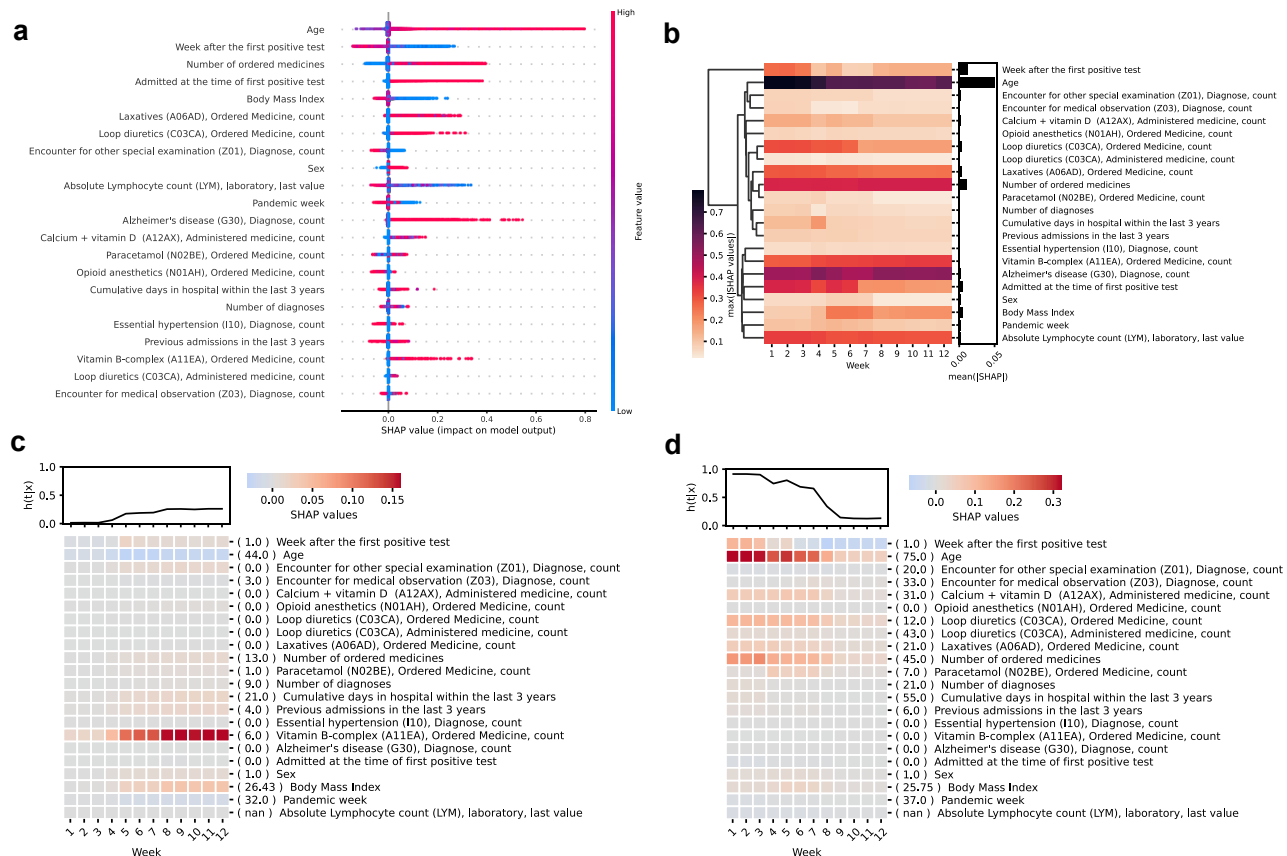 a
High
Age
Week after the first positive test
Number of ordered medicines
Admitted at the time of first positive test
Body Mass Index
Laxatives (A06AD), Ordered Medicine, count
Loop diuretics (C03CA), Ordered Medicine, count
Encounter for other special examination (Z01), Diagnose, count
Sex
Absolute Lymphocyte count (LYM), laboratory, last value
Pandemic week
Alzheimer's disease (G30), Diagnose, count
Calcium + vitamin D (A12AX), Administered medicine, count
Paracetamol (N02BE), Ordered Medicine, count
Opioid anesthetics (N01AH), Ordered Medicine, count
Cumulative days in hospital within the last 3 years
Number of diagnoses
Essential hypertension (I10), Diagnose, count
Previous admissions in the last 3 years
Vitamin B-complex (A11EA), Ordered Medicine, count
Loop diuretics (C03CA), Administered medicine, count
Encounter for medical observation (Z03), Diagnose, count
Feature value
Low
0.0 0.2 0.4 0.6 0.8
SHAP value (impact on model output)
b
Week after the first positive test
Age
Encounter for other special examination (Z01), Diagnose, count
Encounter for medical observation (Z03), Diagnose, count
Calcium + vitamin D (A12AX), Administered medicine, count
Opioid anesthetics (N01AH), Ordered Medicine, count
Loop diuretics (C03CA), Ordered Medicine, count
Loop diuretics (C03CA), Administered medicine, count
Laxatives (A06AD), Ordered Medicine, count
Number of ordered medicines
Paracetamol (N02BE), Ordered Medicine, count
Number of diagnoses
Cumulative days in hospital within the last 3 years
Previous admissions in the last 3 years
Essential hypertension (I10), Diagnose, count
Vitamin B-complex (A11EA), Ordered Medicine, count
Alzheimer's disease (G30), Diagnose, count
Admitted at the time of first positive test
Sex
Body Mass Index
Pandemic week
Absolute Lymphocyte count (LYM), laboratory, last value
0.7
0.6
0.5
0.4
0.3
0.2
0.1
max(|SHAP values|)
1 2 3 4 5 6 7 8 9 10 11 12
Week
0.00
0.05
mean(|SHAP|)
c
1.0
0.5
0.0
h(t|x)
0.00 0.05 0.10 0.15
SHAP values
( 1.0 ) Week after the first positive test
( 44.0 ) Age
( 0.0 ) Encounter for other special examination (Z01), Diagnose, count
( 3.0 ) Encounter for medical observation (Z03), Diagnose, count
( 0.0 ) Calcium + vitamin D (A12AX), Administered medicine, count
( 0.0 ) Opioid anesthetics (N01AH), Ordered Medicine, count
( 0.0 ) Loop diuretics (C03CA), Ordered Medicine, count
( 0.0 ) Loop diuretics (C03CA), Administered medicine, count
( 0.0 ) Laxatives (A06AD), Ordered Medicine, count
( 13.0 ) Number of ordered medicines
( 1.0 ) Paracetamol (N02BE), Ordered Medicine, count
( 9.0 ) Number of diagnoses
( 21.0 ) Cumulative days in hospital within the last 3 years
( 4.0 ) Previous admissions in the last 3 years
( 0.0 ) Essential hypertension (I10), Diagnose, count
( 6.0 ) Vitamin B-complex (A11EA), Ordered Medicine, count
( 0.0 ) Alzheimer's disease (G30), Diagnose, count
( 0.0 ) Admitted at the time of first positive test
( 1.0 ) Sex
( 26.43 ) Body Mass Index
( 32.0 ) Pandemic week
( nan ) Absolute Lymphocyte count (LYM), laboratory, last value
1 2 3 4 5 6 7 8 9 10 11 12
Week
d
1.0
0.5
0.0
h(t|x)
0.0 0.1 0.2 0.3
SHAP values
( 1.0 ) Week after the first positive test
( 75.0 ) Age
( 20.0 ) Encounter for other special examination (Z01), Diagnose, count
( 33.0 ) Encounter for medical observation (Z03), Diagnose, count
( 31.0 ) Calcium + vitamin D (A12AX), Administered medicine, count
( 0.0 ) Opioid anesthetics (N01AH), Ordered Medicine, count
( 12.0 ) Loop diuretics (C03CA), Ordered Medicine, count
( 43.0 ) Loop diuretics (C03CA), Administered medicine, count
( 21.0 ) Laxatives (A06AD), Ordered Medicine, count
( 45.0 ) Number of ordered medicines
( 7.0 ) Paracetamol (N02BE), Ordered Medicine, count
( 21.0 ) Number of diagnoses
( 55.0 ) Cumulative days in hospital within the last 3 years
( 6.0 ) Previous admissions in the last 3 years
( 0.0 ) Essential hypertension (I10), Diagnose, count
( 0.0 ) Vitamin B-complex (A11EA), Ordered Medicine, count
( 0.0 ) Alzheimer's disease (G30), Diagnose, count
( 0.0 ) Admitted at the time of first positive test
( 1.0 ) Sex
( 25.75 ) Body Mass Index
( 37.0 ) Pandemic week
( nan ) Absolute Lymphocyte count (LYM), laboratory, last value
1 2 3 4 5 6 7 8 9 10 11 12
Week